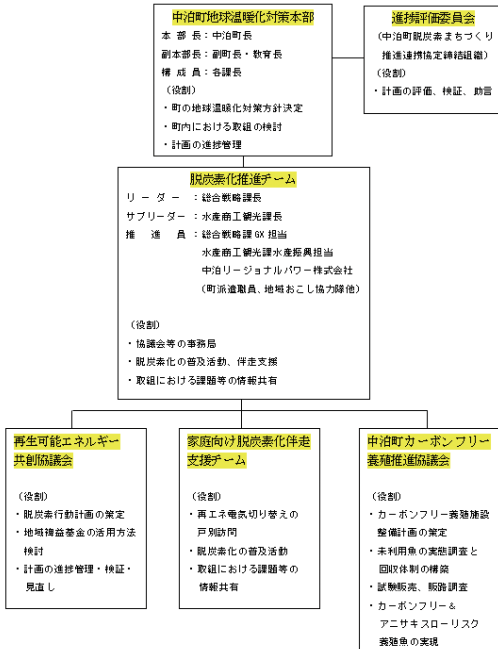 中泊町地球温暖化対策本部
本部長：中泊町長
副本部長：副町長・教育長
構成員：各課長
（役割）
・町の地球温暖化対策方針決定
・町内における取組の検討
・計画の進捗管理
進捗評価委員会
（中泊町脱炭素まちづくり
推進連携協定締結組織）
（役割）
・計画の評価、検証、助言
脱炭素化推進チーム
リーダー：総合戦略課長
サブリーダー：水産商工観光課長
推進員：総合戦略課GX担当
水産商工観光課水産振興担当
中泊リージョナルパワー株式会社
（町派遣職員、地域おこし協力隊他）
（役割）
・協議会等の事務局
・脱炭素化の普及活動、伴走支援
・取組における課題等の情報共有
再生可能エネルギー
共創協議会
（役割）
・脱炭素行動計画の策定
・地域裨益基金の活用方法
検討
・計画の進捗管理・検証・
見直し
家庭向け脱炭素化伴走
支援チーム
（役割）
・再エネ電気切り替えの
戸別訪問
・脱炭素化の普及活動
・取組における課題等の
情報共有
中泊町カーボンフリー
養殖推進協議会
（役割）
・カーボンフリー養殖施設
整備計画の策定
・未利用魚の実態調査と
回収体制の構築
・試験販売、販路調査
・カーボンフリー＆
アニサキスローリスク
養殖魚の実現